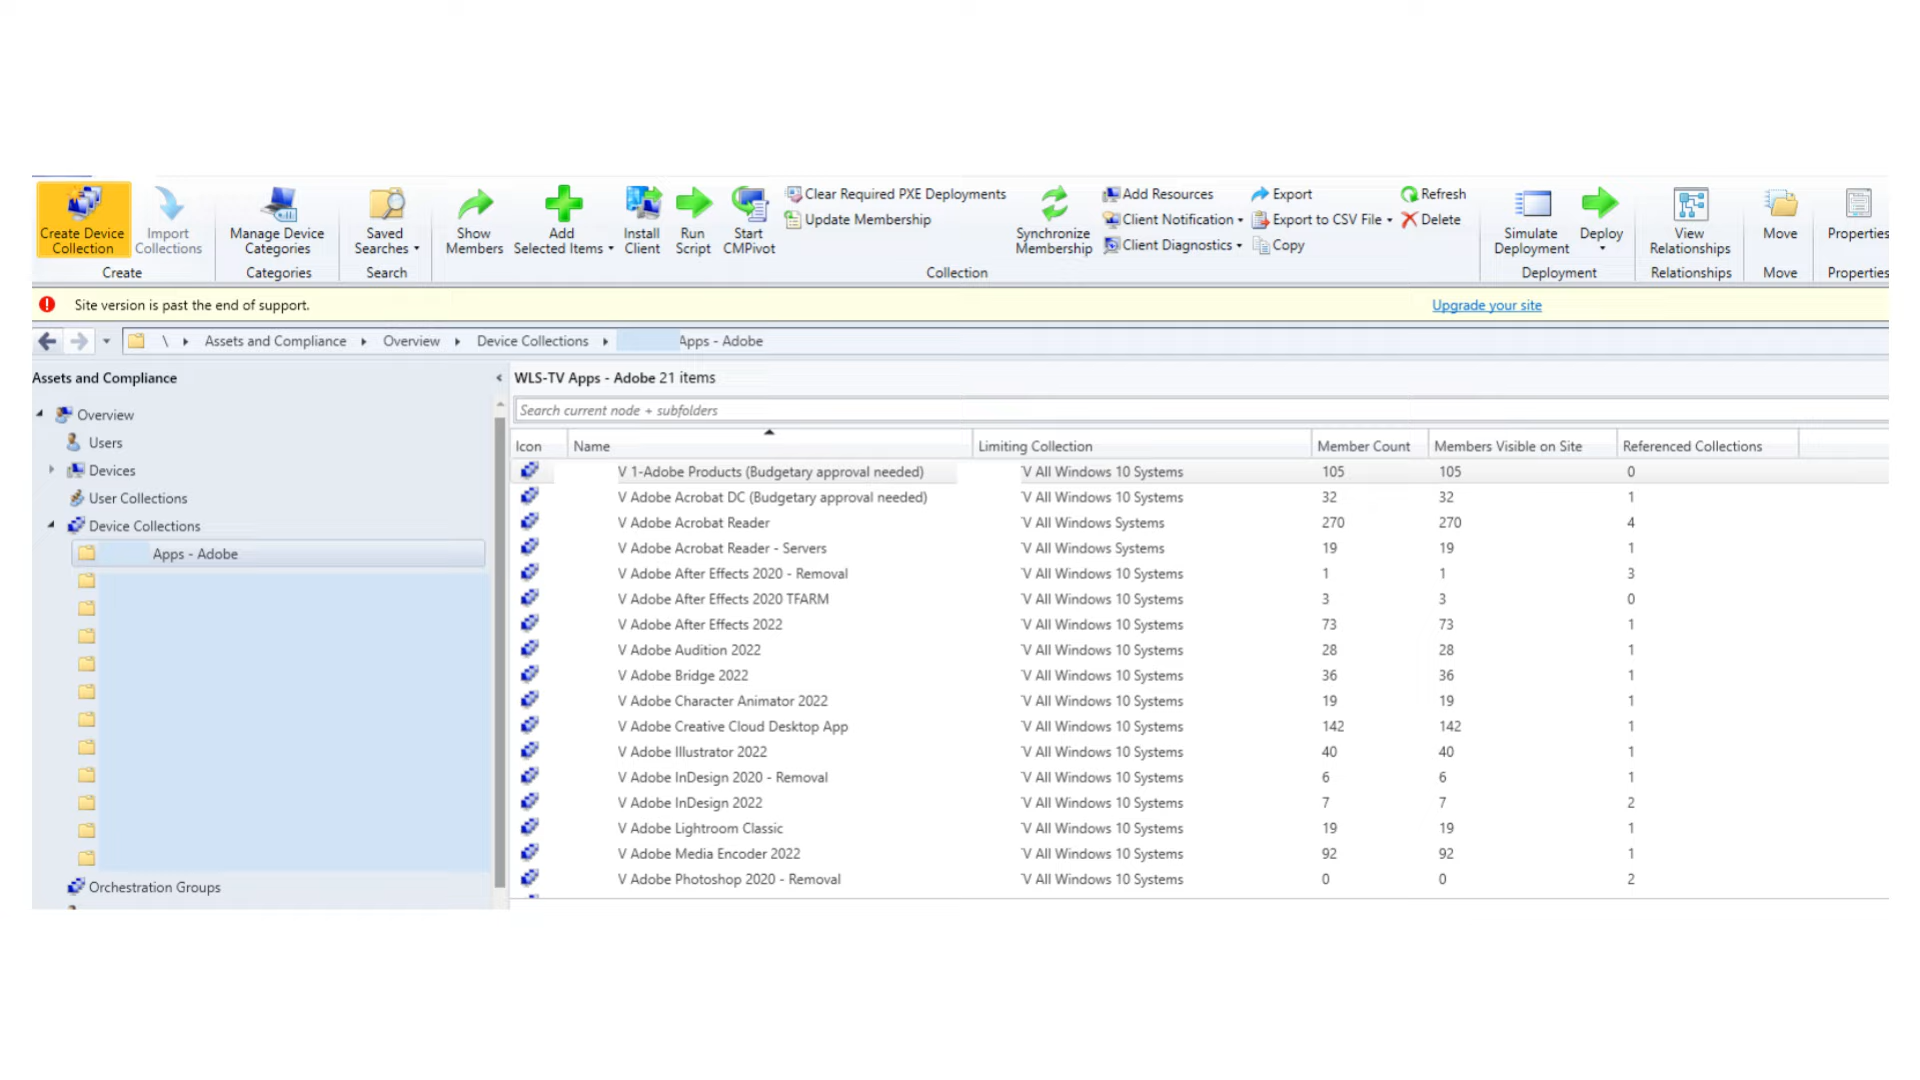 Create Device Collection
Import Collections
Create
Manage Device Categories
Categories
Saved Searches
Search
Show Members
Add Selected Items
Install Client
Run Script
Start CMPivot
Clear Required PXE Deployments
Update Membership
Collection
Synchronize Membership
Add Resources
Client Notification
Client Diagnostics
Export
Export to CSV File
Copy
Refresh
Delete
Simulate Deployment
Deploy
Deployment
View Relationships
Relationships
Move
Move
Properties
Properties
Site version is past the end of support.
Upgrade your site
\ Assets and Compliance Overview Device Collections Apps - Adobe
Assets and Compliance
Overview
Users
Devices
User Collections
Device Collections
Apps - Adobe
Orchestration Groups
WLS-TV Apps - Adobe 21 items
Search current node + subfolders
Icon Name Limiting Collection Member Count Members Visible on Site Referenced Collections
V 1-Adobe Products (Budgetary approval needed) V All Windows 10 Systems 105 105 0
V Adobe Acrobat DC (Budgetary approval needed) V All Windows 10 Systems 32 32 1
V Adobe Acrobat Reader V All Windows Systems 270 270 4
V Adobe Acrobat Reader - Servers V All Windows Systems 19 19 1
V Adobe After Effects 2020 - Removal V All Windows 10 Systems 1 1 3
V Adobe After Effects 2020 TFARM V All Windows 10 Systems 3 3 0
V Adobe After Effects 2022 V All Windows 10 Systems 73 73 1
V Adobe Audition 2022 V All Windows 10 Systems 28 28 1
V Adobe Bridge 2022 V All Windows 10 Systems 36 36 1
V Adobe Character Animator 2022 V All Windows 10 Systems 19 19 1
V Adobe Creative Cloud Desktop App V All Windows 10 Systems 142 142 1
V Adobe Illustrator 2022 V All Windows 10 Systems 40 40 1
V Adobe InDesign 2020 - Removal V All Windows 10 Systems 6 6 1
V Adobe InDesign 2022 V All Windows 10 Systems 7 7 2
V Adobe Lightroom Classic V All Windows 10 Systems 19 19 1
V Adobe Media Encoder 2022 V All Windows 10 Systems 92 92 1
V Adobe Photoshop 2020 - Removal V All Windows 10 Systems 0 0 2